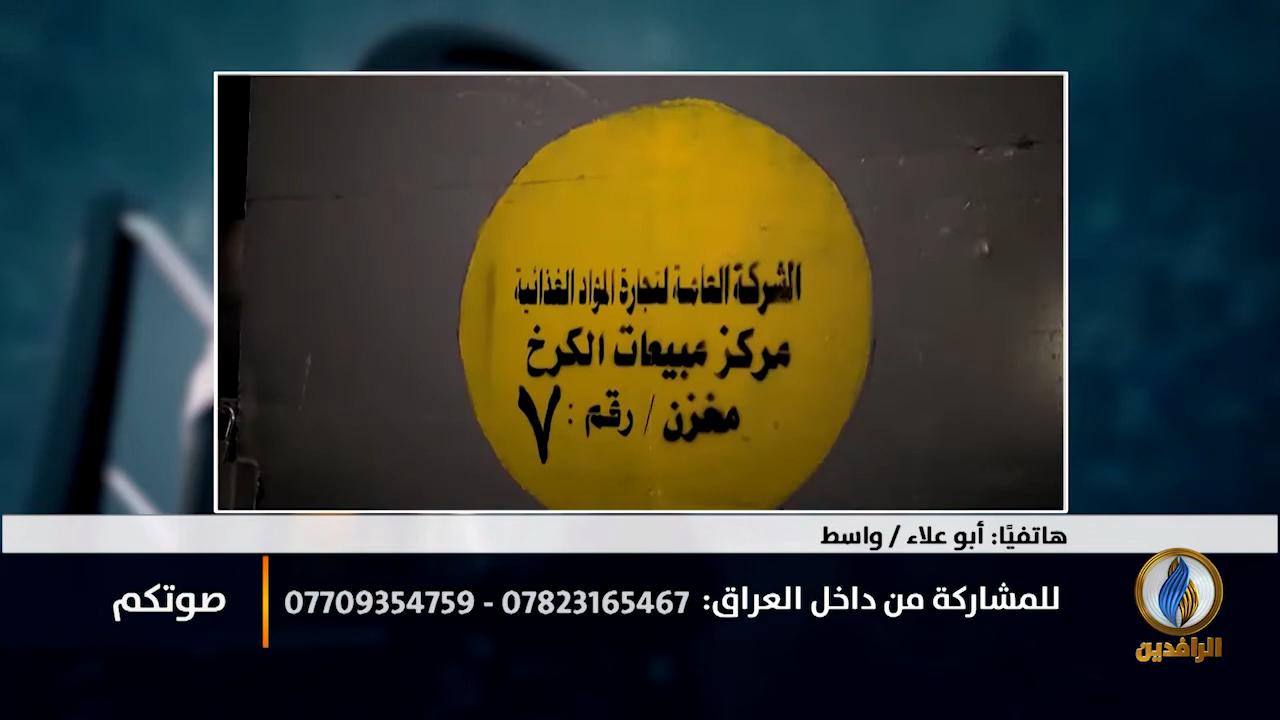 الشركة العامة لتجارة المواد الغذائية
مركز مبيعات الكرخ
مخزن / رقم : ٧
هاتفيًا: أبو علاء / واسط
للمشاركة من داخل العراق: 07823165467 - 07709354759
صوتكم
الرافدين